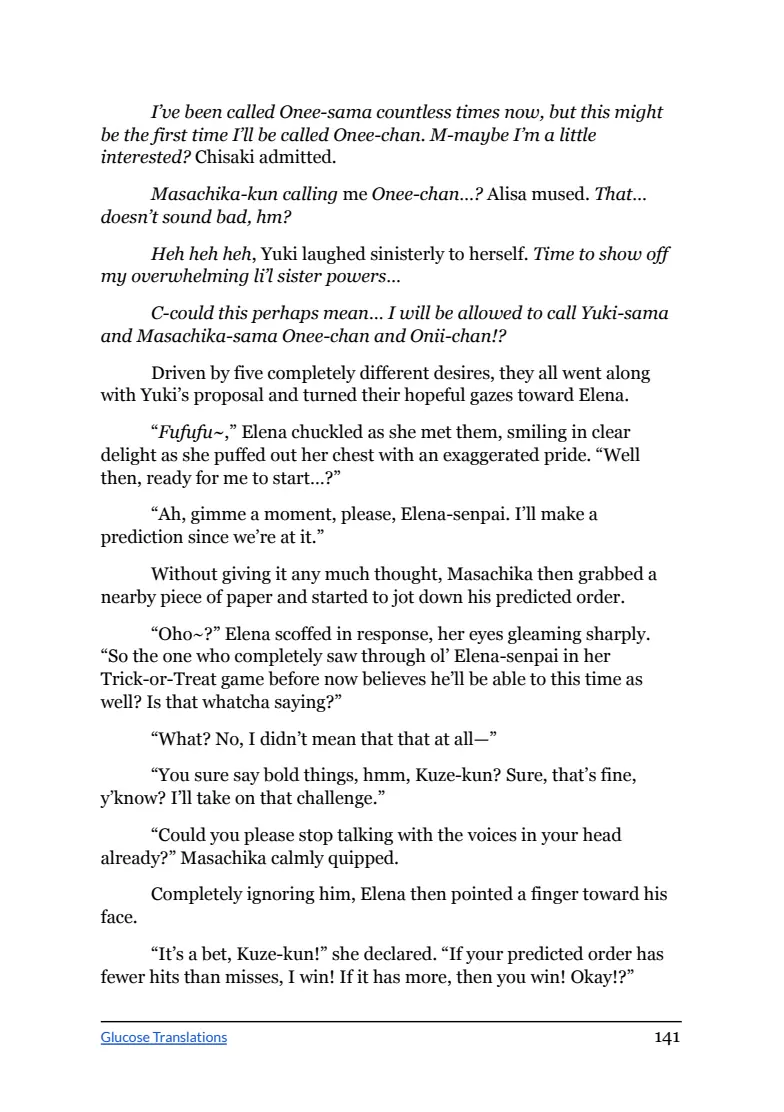 I've been called Onee-sama countless times now, but this might
be the first time I'll be called Onee-chan. M-maybe I'm a little
interested? Chisaki admitted.
Masachika-kun calling me Onee-chan...? Alisa mused. That...
doesn't sound bad, hm?
Heh heh heh, Yuki laughed sinisterly to herself. Time to show off
my overwhelming li'l sister powers...
C-could this perhaps mean... I will be allowed to call Yuki-sama
and Masachika-sama Onee-chan and Onii-chan!?
Driven by five completely different desires, they all went along
with Yuki's proposal and turned their hopeful gazes toward Elena.
“Fufufu~,” Elena chuckled as she met them, smiling in clear
delight as she puffed out her chest with an exaggerated pride. “Well
then, ready for me to start...?”
“Ah, gimme a moment, please, Elena-senpai. I'll make a
prediction since we're at it.”
Without giving it any much thought, Masachika then grabbed a
nearby piece of paper and started to jot down his predicted order.
“Oho~?” Elena scoffed in response, her eyes gleaming sharply.
“So the one who completely saw through ol' Elena-senpai in her
Trick-or-Treat game before now believes he'll be able to this time as
well? Is that whatcha saying?”
“What? No, I didn't mean that that at all—”
“You sure say bold things, hmm, Kuze-kun? Sure, that's fine,
y'know? I'll take on that challenge.”
“Could you please stop talking with the voices in your head
already?” Masachika calmly quipped.
Completely ignoring him, Elena then pointed a finger toward his
face.
“It's a bet, Kuze-kun!” she declared. “If your predicted order has
fewer hits than misses, I win! If it has more, then you win! Okay!?”
Glucose Translations 141